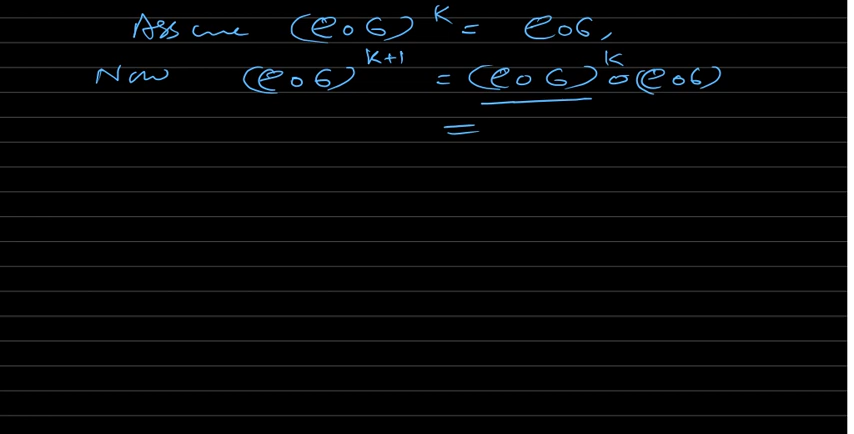 Assume (e∘G)^K = e∘G,
Now (e∘G)^{K+1} = (e∘G)^K∘(e∘G)
=